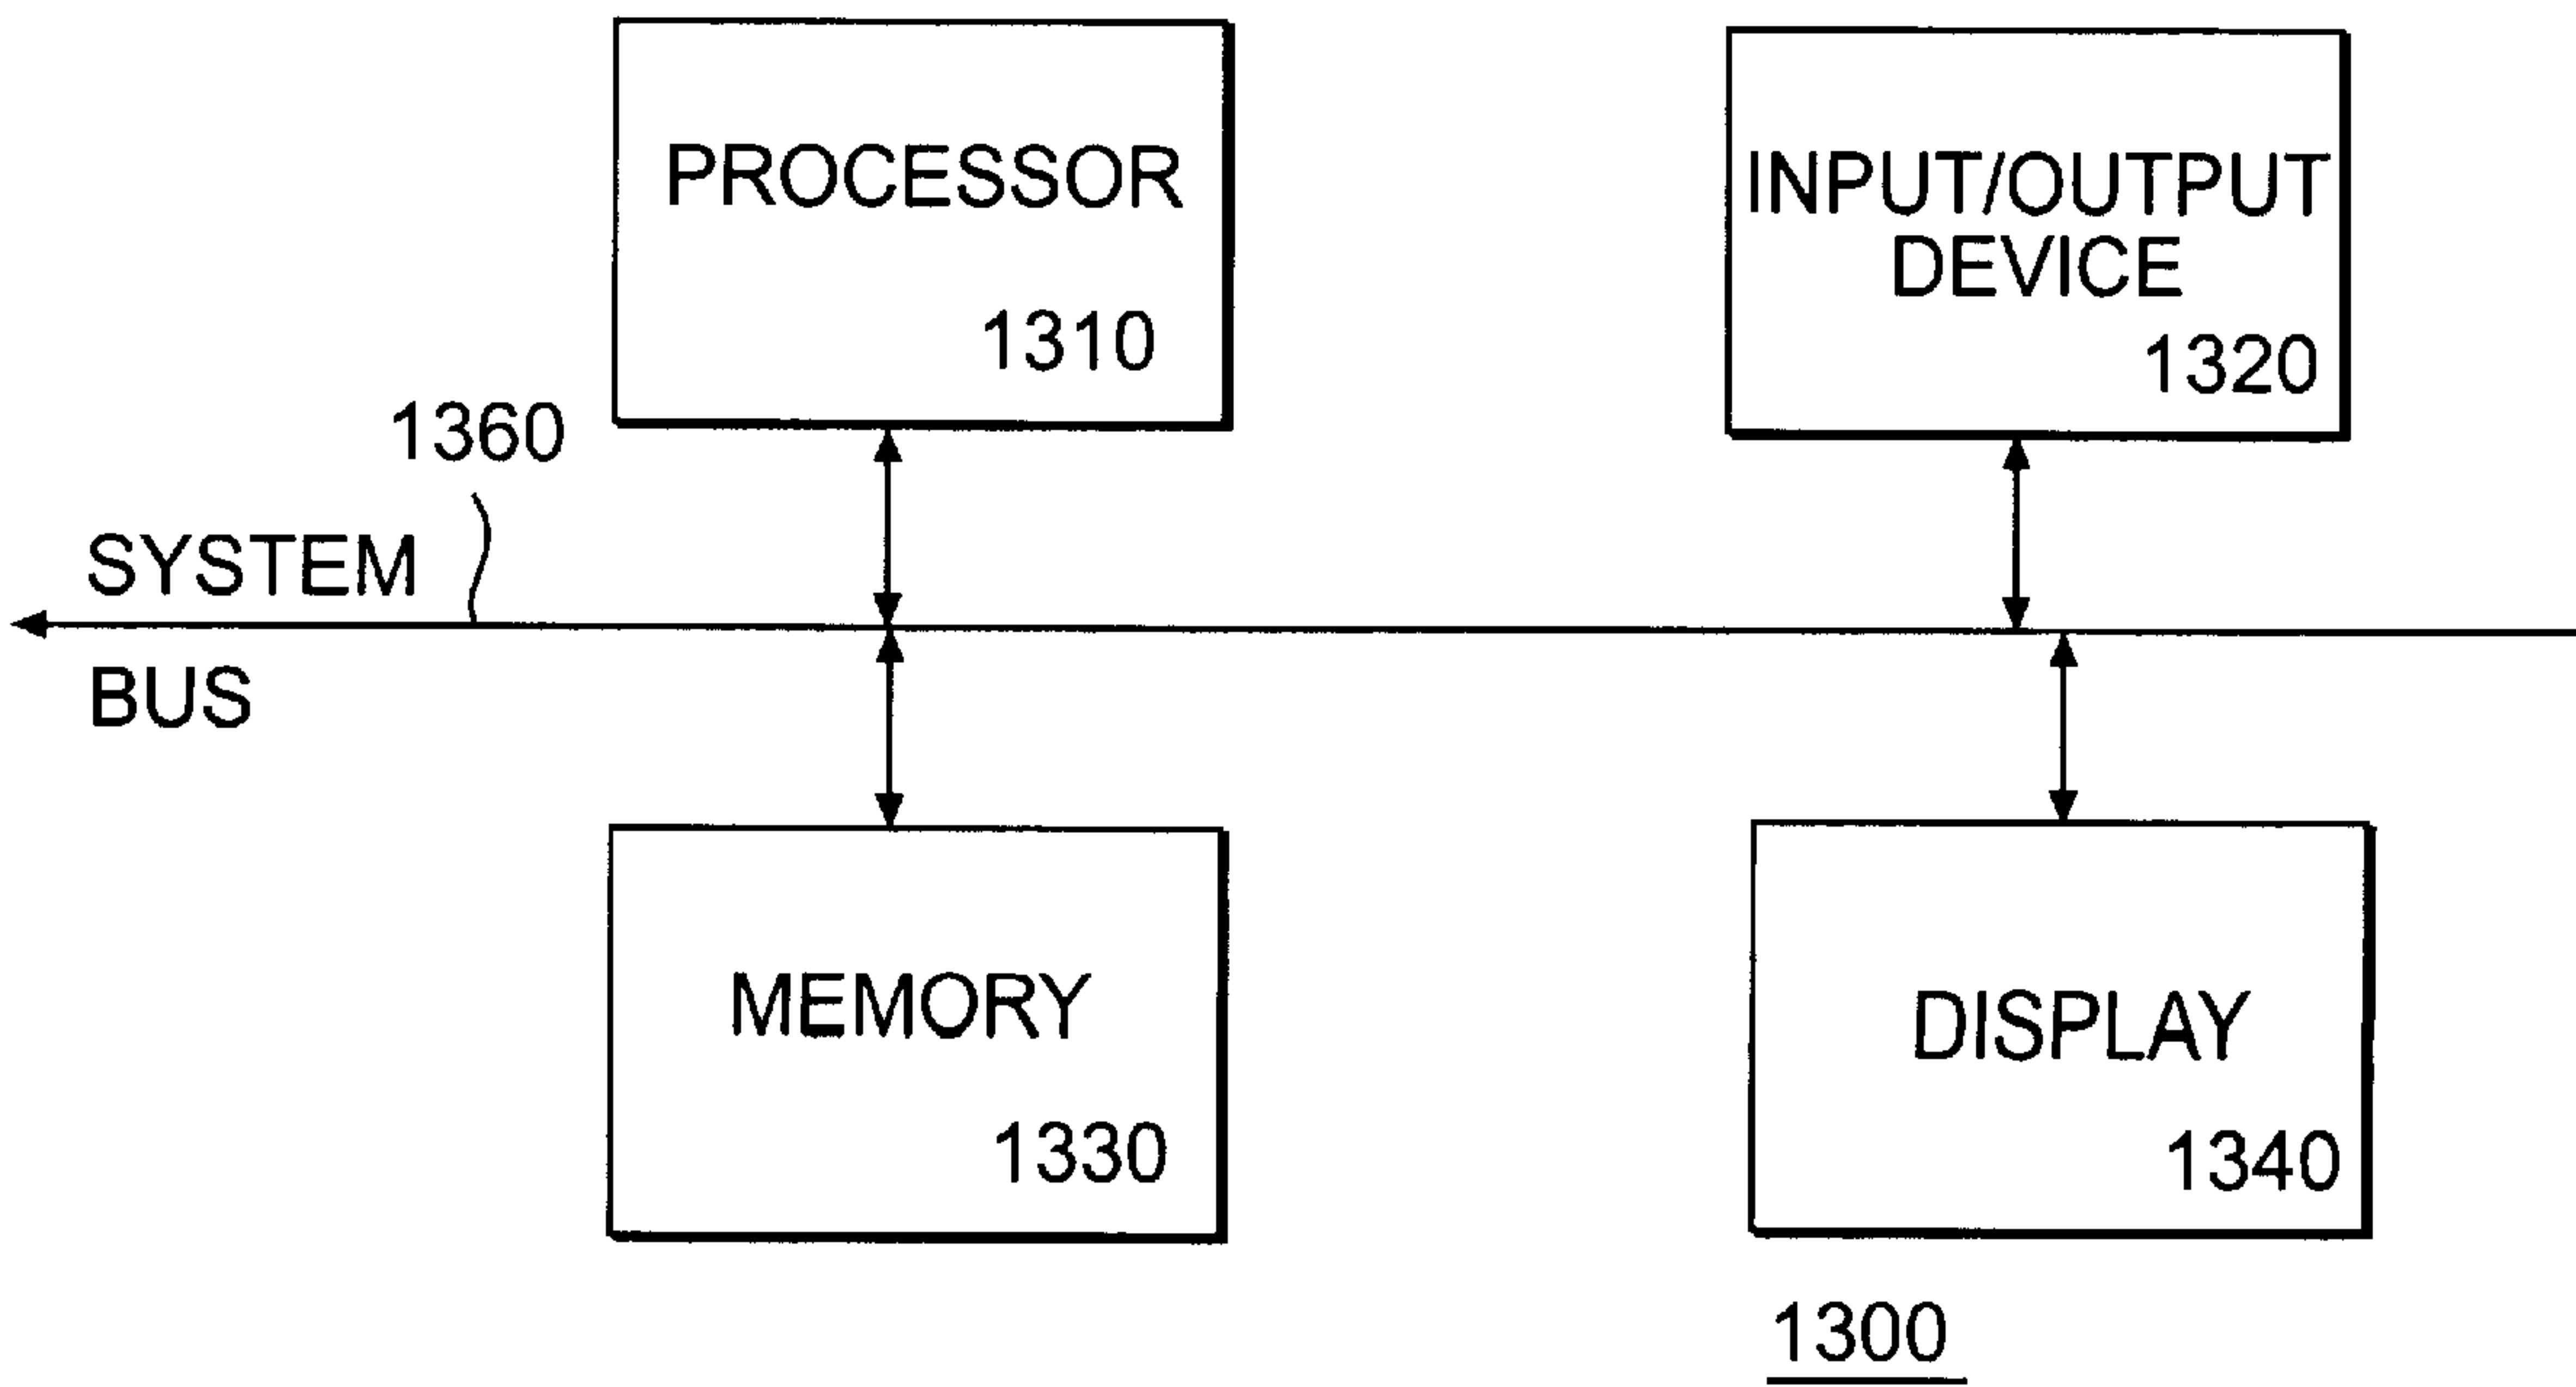 PROCESSOR
1310
INPUT/OUTPUT
DEVICE
1320
1360
SYSTEM
BUS
MEMORY
1330
DISPLAY
1340
1300